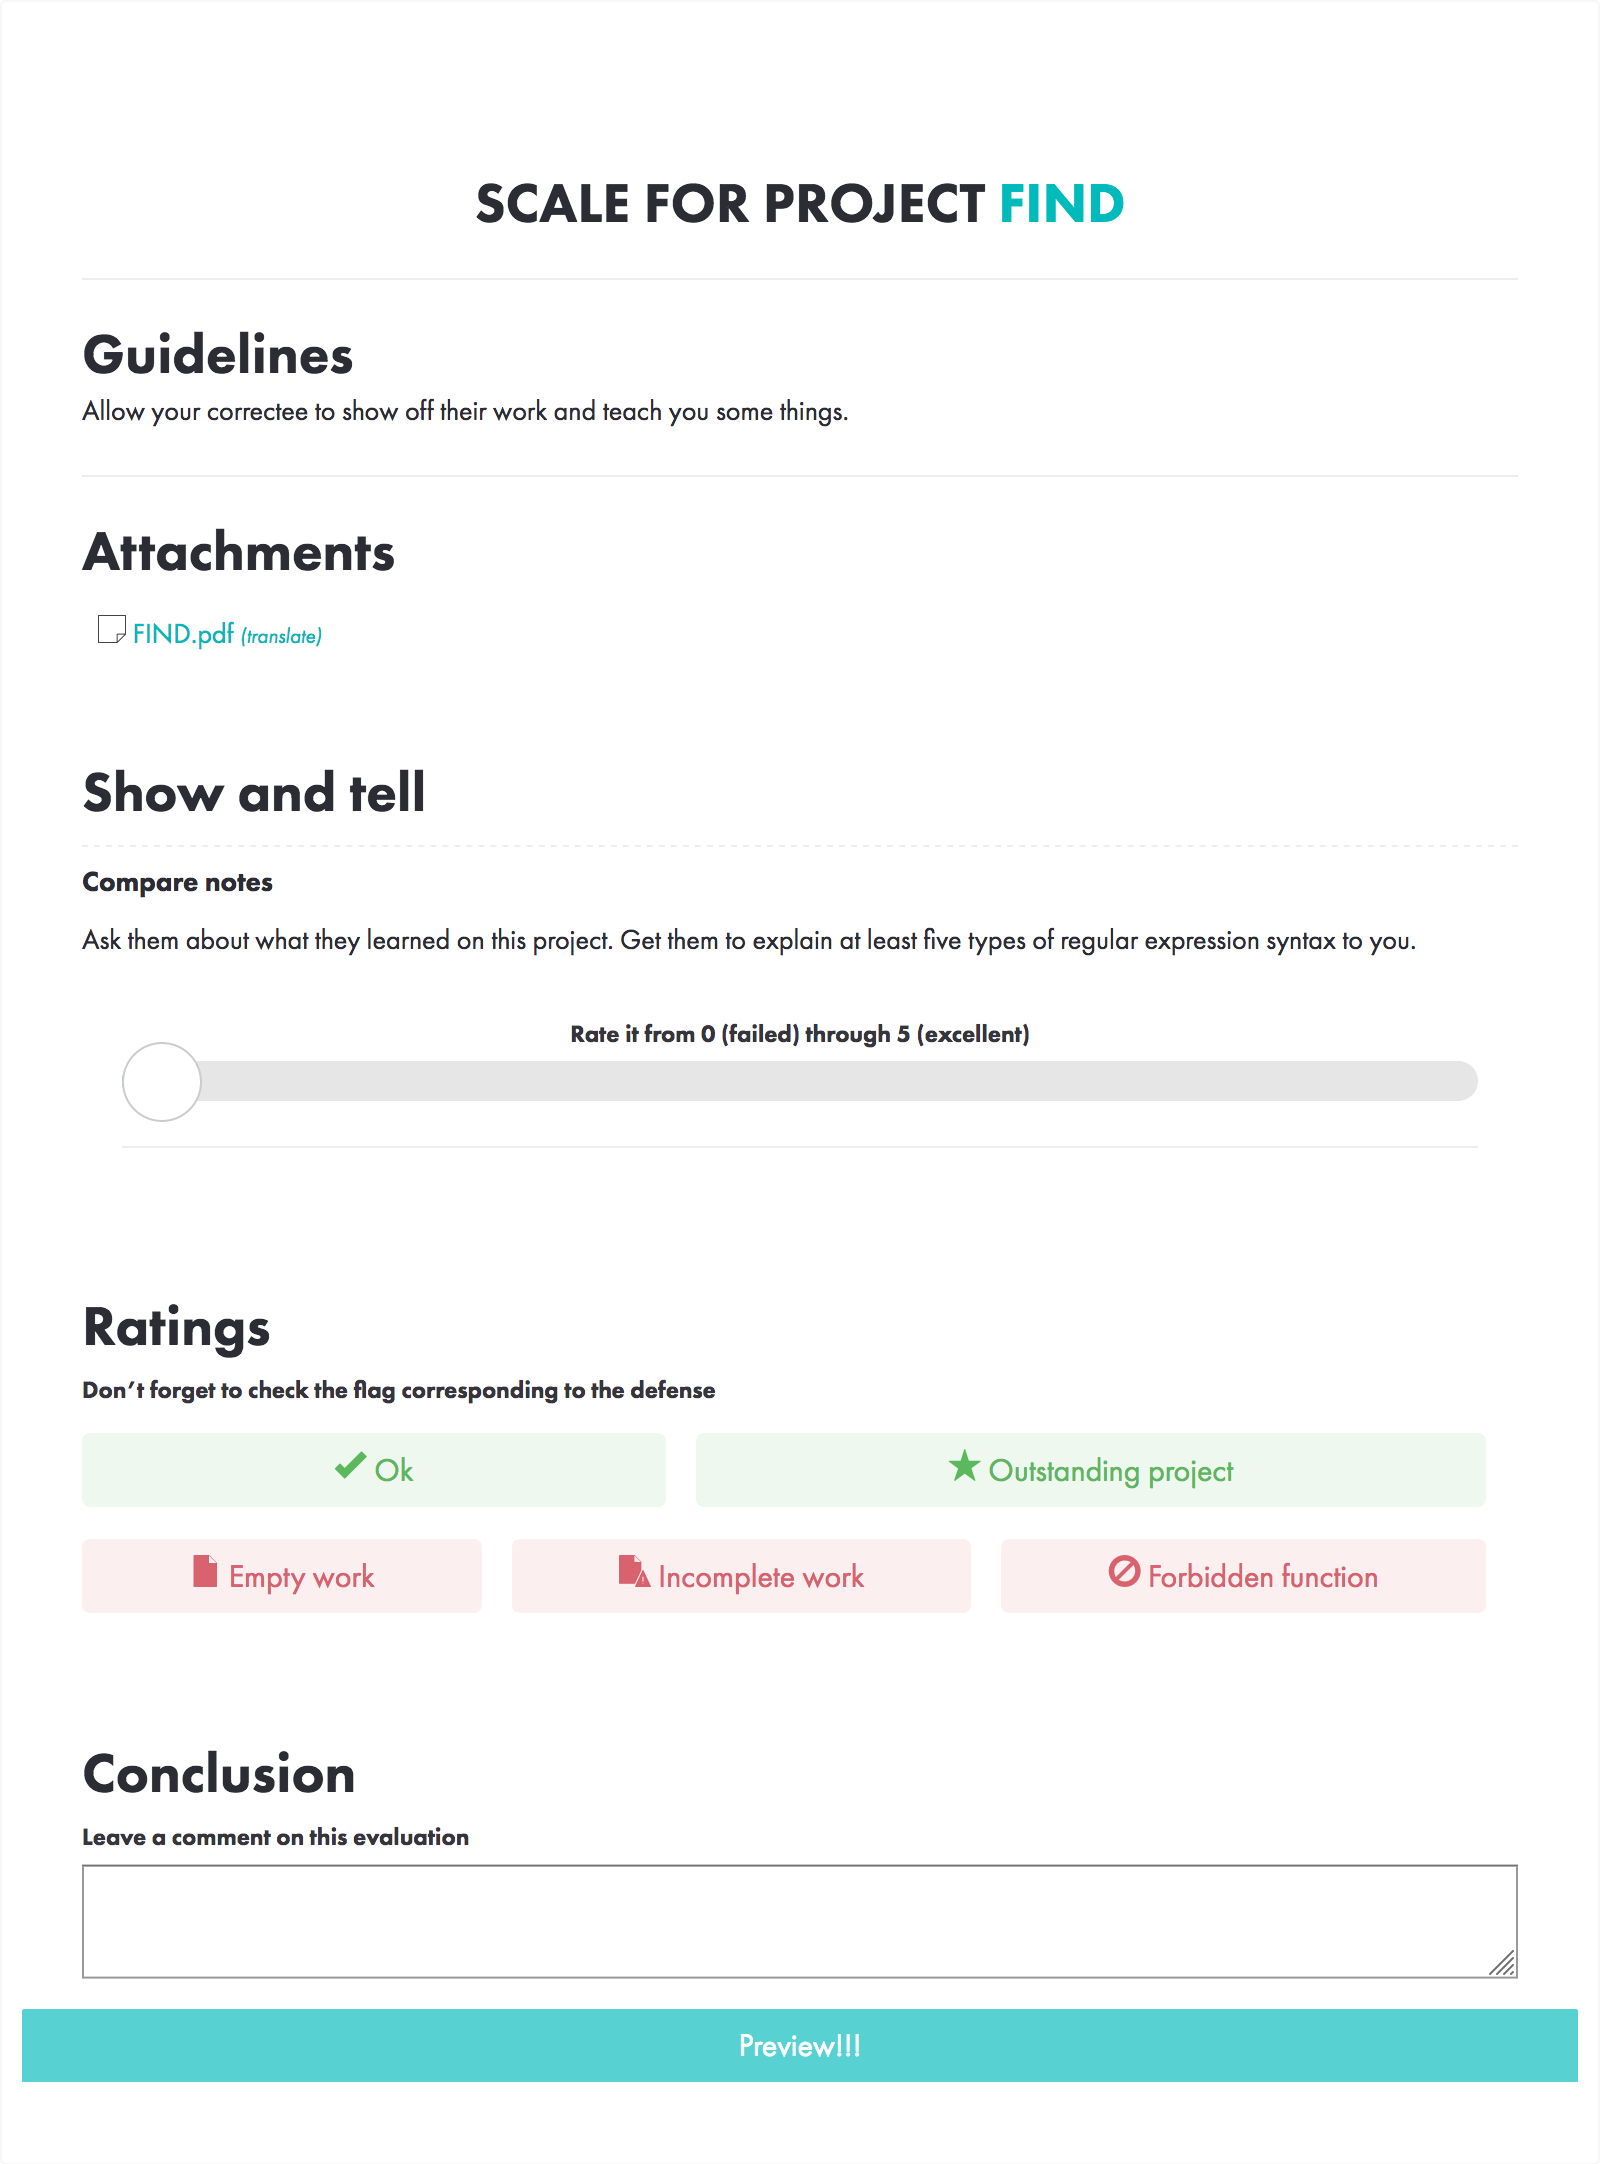 SCALE FOR PROJECT FIND
Guidelines
Allow your correctee to show off their work and teach you some things.
Attachments
FIND.pdf (translate)
Show and tell
Compare notes
Ask them about what they learned on this project. Get them to explain at least five types of regular expression syntax to you.
Rate it from 0 (failed) through 5 (excellent)
Ratings
Don’t forget to check the flag corresponding to the defense
Ok
Outstanding project
Empty work
Incomplete work
Forbidden function
Conclusion
Leave a comment on this evaluation
Preview!!!